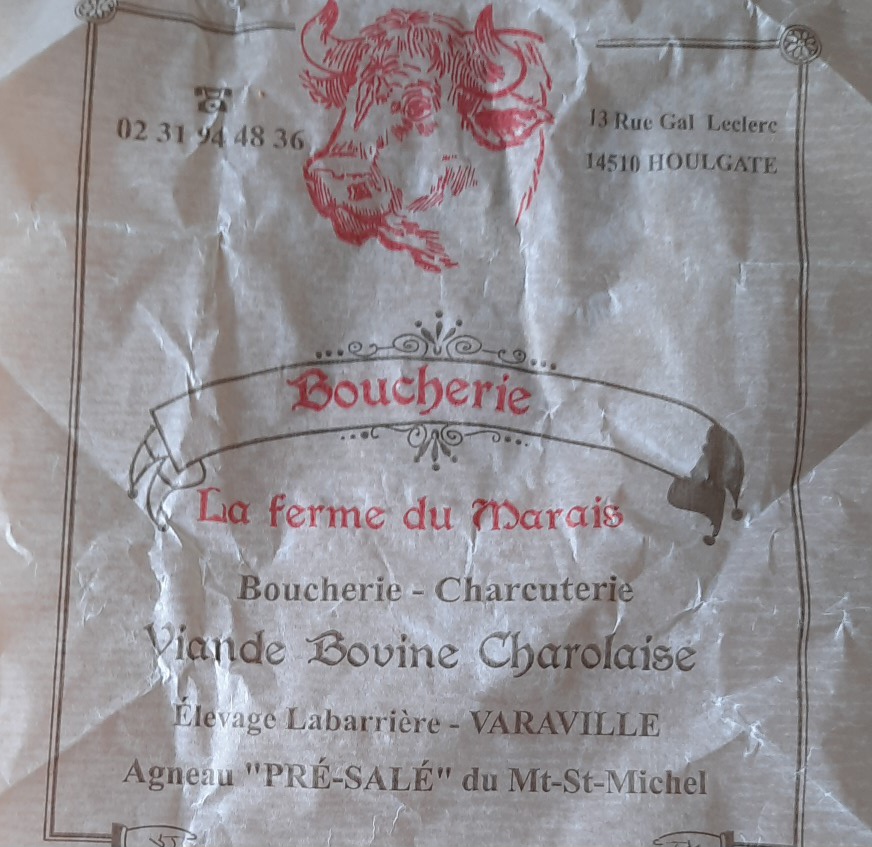 02 31 94 48 36
13 Rue Gal Leclerc
14510 HOULGATE
Boucherie
La ferme du Marais
Boucherie - Charcuterie
Viande Bovine Charolaise
Élevage Labarrière - VARAVILLE
Agneau "PRÉ-SALÉ" du Mt-St-Michel